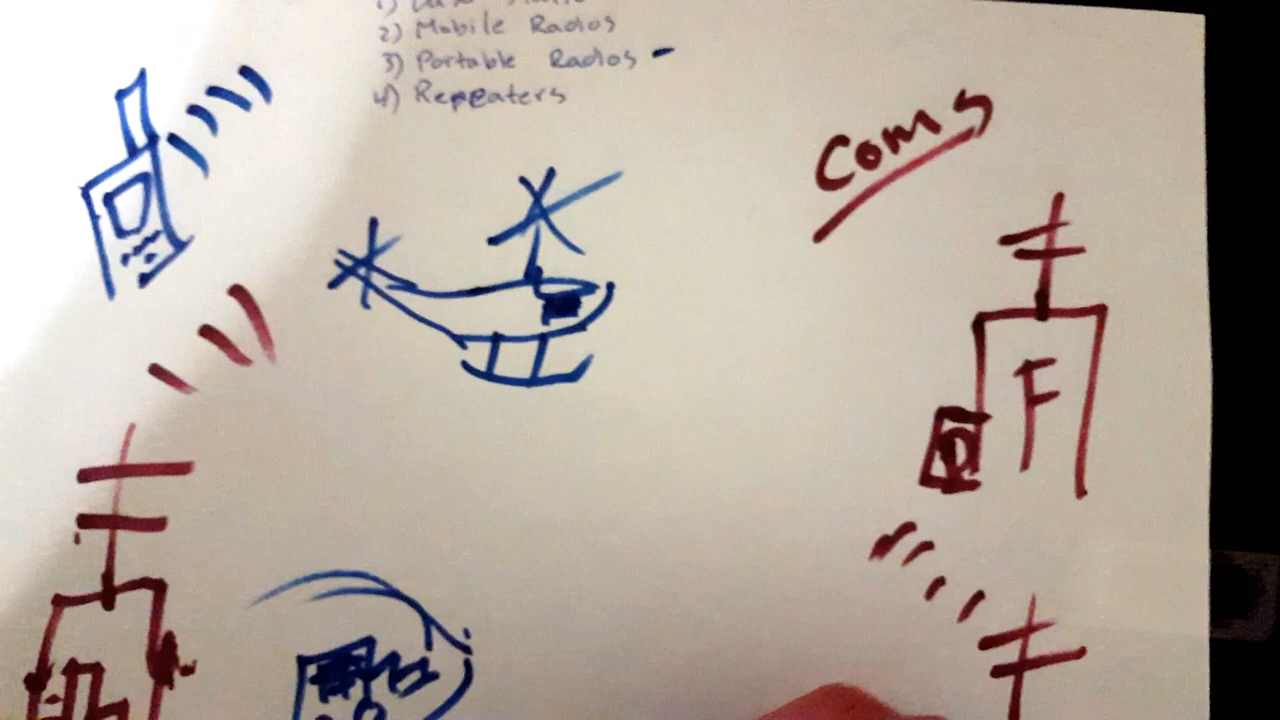 2) Mobile Radios
3) Portable Radios -
4) Repeaters
Coms
F